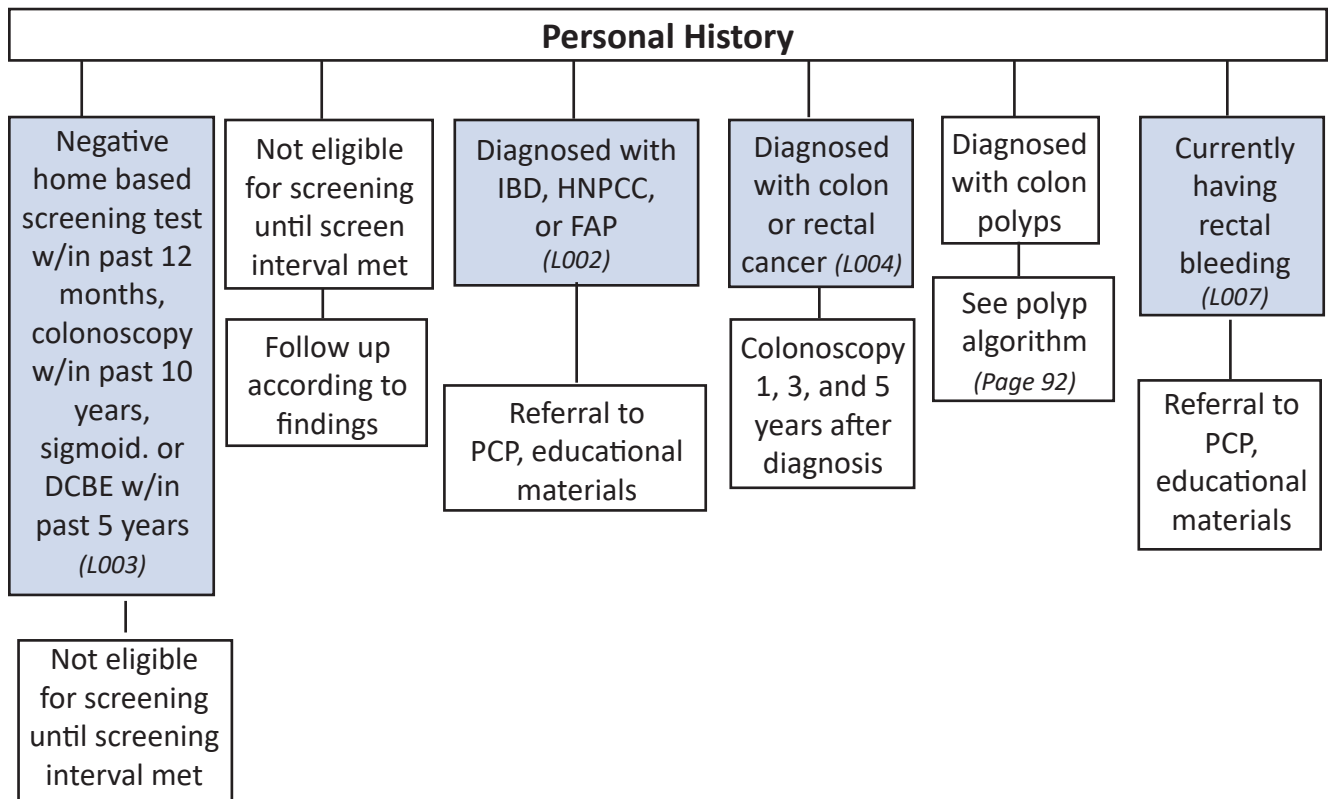 Personal History
Negative
home based
screening test
w/in past 12
months,
colonoscopy
w/in past 10
years,
sigmoid. or
DCBE w/in
past 5 years
(L003)
Not eligible
for screening
until screening
interval met
Not eligible
for screening
until screen
interval met
Follow up
according to
findings
Diagnosed with
IBD, HNPCC,
or FAP
(L002)
Referral to
PCP, educational
materials
Diagnosed
with colon
or rectal
cancer (L004)
Colonoscopy
1, 3, and 5
years after
diagnosis
Diagnosed
with colon
polyps
See polyp
algorithm
(Page 92)
Currently
having
rectal
bleeding
(L007)
Referral to
PCP,
educational
materials